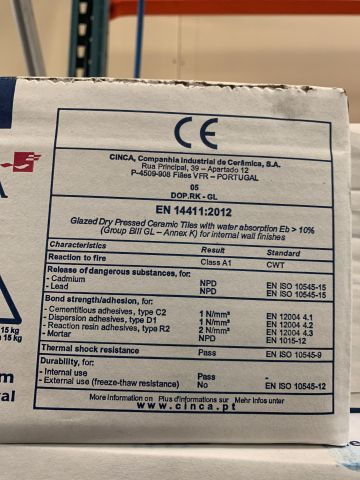 CE
CINCA, Companhia Industrial de Cerâmica, S.A.
Rua Principal, 39 – Apartado 12
P-4509-908 Fiães VFR – PORTUGAL
05
DOP.RK - GL
EN 14411:2012
Glazed Dry Pressed Ceramic Tiles with water absorption Eb > 10%
(Group BIII GL – Annex K) for internal wall finishes
Characteristics Result Standard
Reaction to fire Class A1 CWT
Release of dangerous substances, for:
- Cadmium NPD EN ISO 10545-15
- Lead NPD EN ISO 10545-15
Bond strength/adhesion, for:
- Cementitious adhesives, type C2 1 N/mm² EN 12004 4.1
- Dispersion adhesives, type D1 1 N/mm² EN 12004 4.2
- Reaction resin adhesives, type R2 2 N/mm² EN 12004 4.3
- Mortar NPD EN 1015-12
Thermal shock resistance Pass EN ISO 10545-9
Durability, for:
- Internal use Pass -
- External use (freeze-thaw resistance) No EN ISO 10545-12
More Information on Plus d'informations sur Mehr Infos unter
www.cinca.pt
15 kg
15 kg